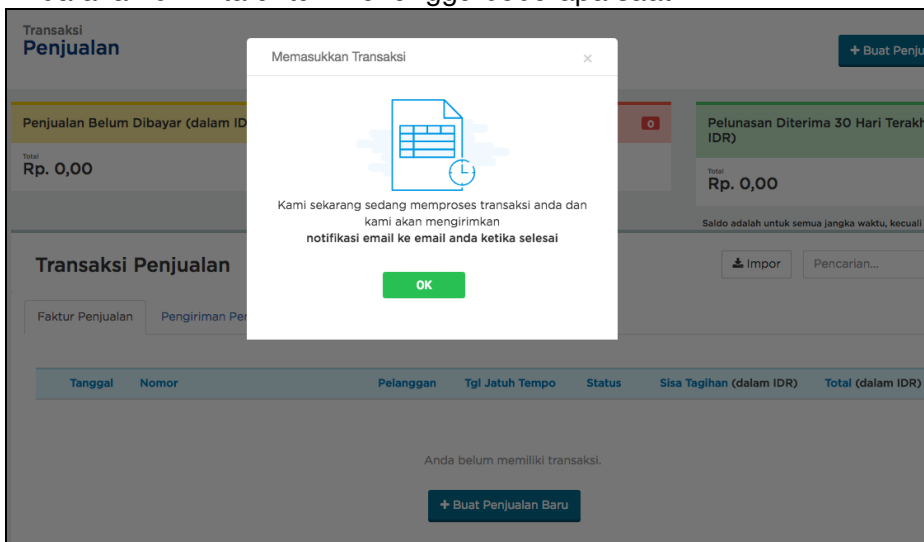 Transaksi
Penjualan
+ Buat Penju
Memasukkan Transaksi
×
Penjualan Belum Dibayar (dalam ID
0
Pelunasan Diterima 30 Hari Terakh
IDR)
Total
Rp. 0,00
Total
Rp. 0,00
Kami sekarang sedang memproses transaksi anda dan
kami akan mengirimkan
notifikasi email ke email anda ketika selesai
OK
Saldo adalah untuk semua jangka waktu, kecuali
Transaksi Penjualan
Impor
Pencarian...
Faktur Penjualan
Pengiriman Pe
Tanggal Nomor Pelanggan Tgl Jatuh Tempo Status Sisa Tagihan (dalam IDR) Total (dalam IDR)
Anda belum memiliki transaksi.
+ Buat Penjualan Baru